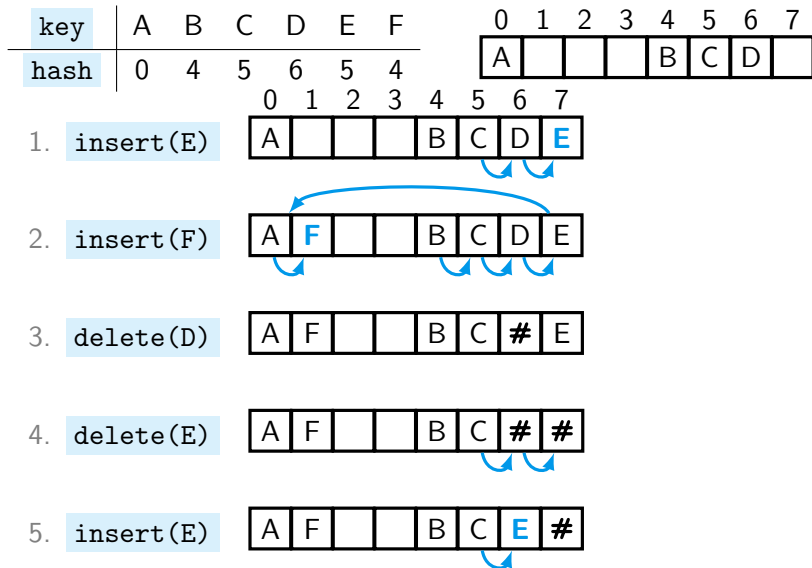 key A B C D E F
0 1 2 3 4 5 6 7
hash 0 4 5 6 5 4
A B C D
0 1 2 3 4 5 6 7
1. insert(E) A B C D E
2. insert(F) A F B C D E
3. delete(D) A F B C # E
4. delete(E) A F B C # #
5. insert(E) A F B C E #